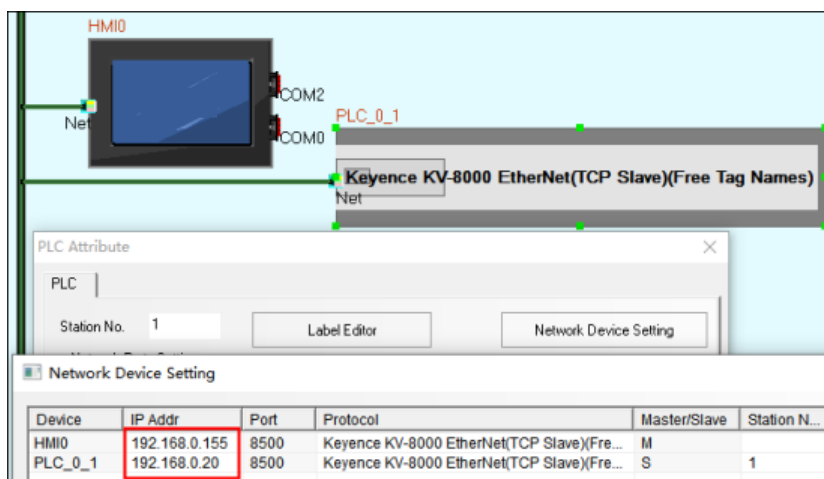 HMI0
COM2
Net
COM0
PLC_0_1
Keyence KV-8000 EtherNet(TCP Slave)(Free Tag Names)
Net
PLC Attribute
PLC
Station No. 1 Label Editor Network Device Setting
Network Device Setting
Device IP Addr Port Protocol Master/Slave Station N...
HMI0 192.168.0.155 8500 Keyence KV-8000 EtherNet(TCP Slave)(Fre... M
PLC_0_1 192.168.0.20 8500 Keyence KV-8000 EtherNet(TCP Slave)(Fre... S 1